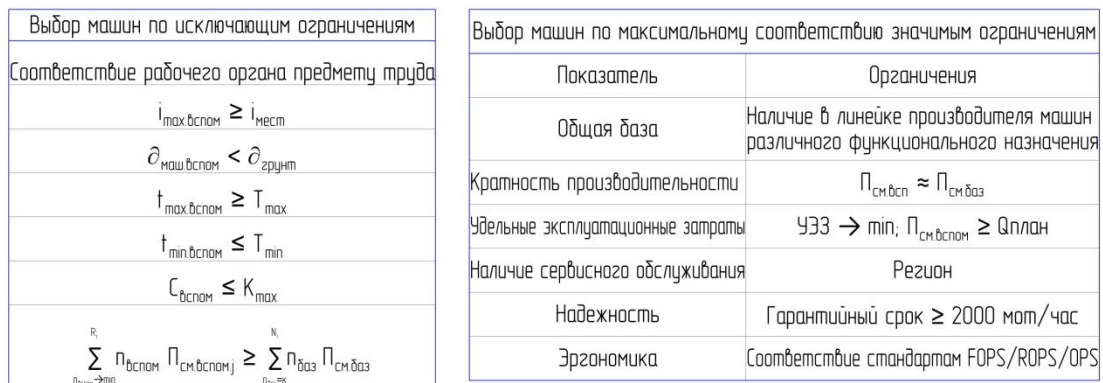 Выбор машин по исключающим ограничениям
Соответствие рабочего органа предмету труда
i max.вспом ≥ i мест
∂ маш.вспом < ∂ грунт
t max.вспом ≥ T max
t min.вспом ≤ T min
C вспом ≤ K max
R i N i
∑ n вспом П см.вспом.j ≥ ∑ n баз П см.баз
Выбор машин по максимальному соответствию значимым ограничениям
Показатель Органичения
Общая база Наличие в линейке производителя машин
различного функционального назначения
Кратность производительности П см.всп ≈ П см.баз
Удельные эксплуатационные затраты УЭЗ → min; П см.вспом ≥ Qплан
Наличие сервисного обслуживания Регион
Надежность Гарантийный срок ≥ 2000 мот/час
Эргономика Соответствие стандартам FOPS/ROPS/OPS